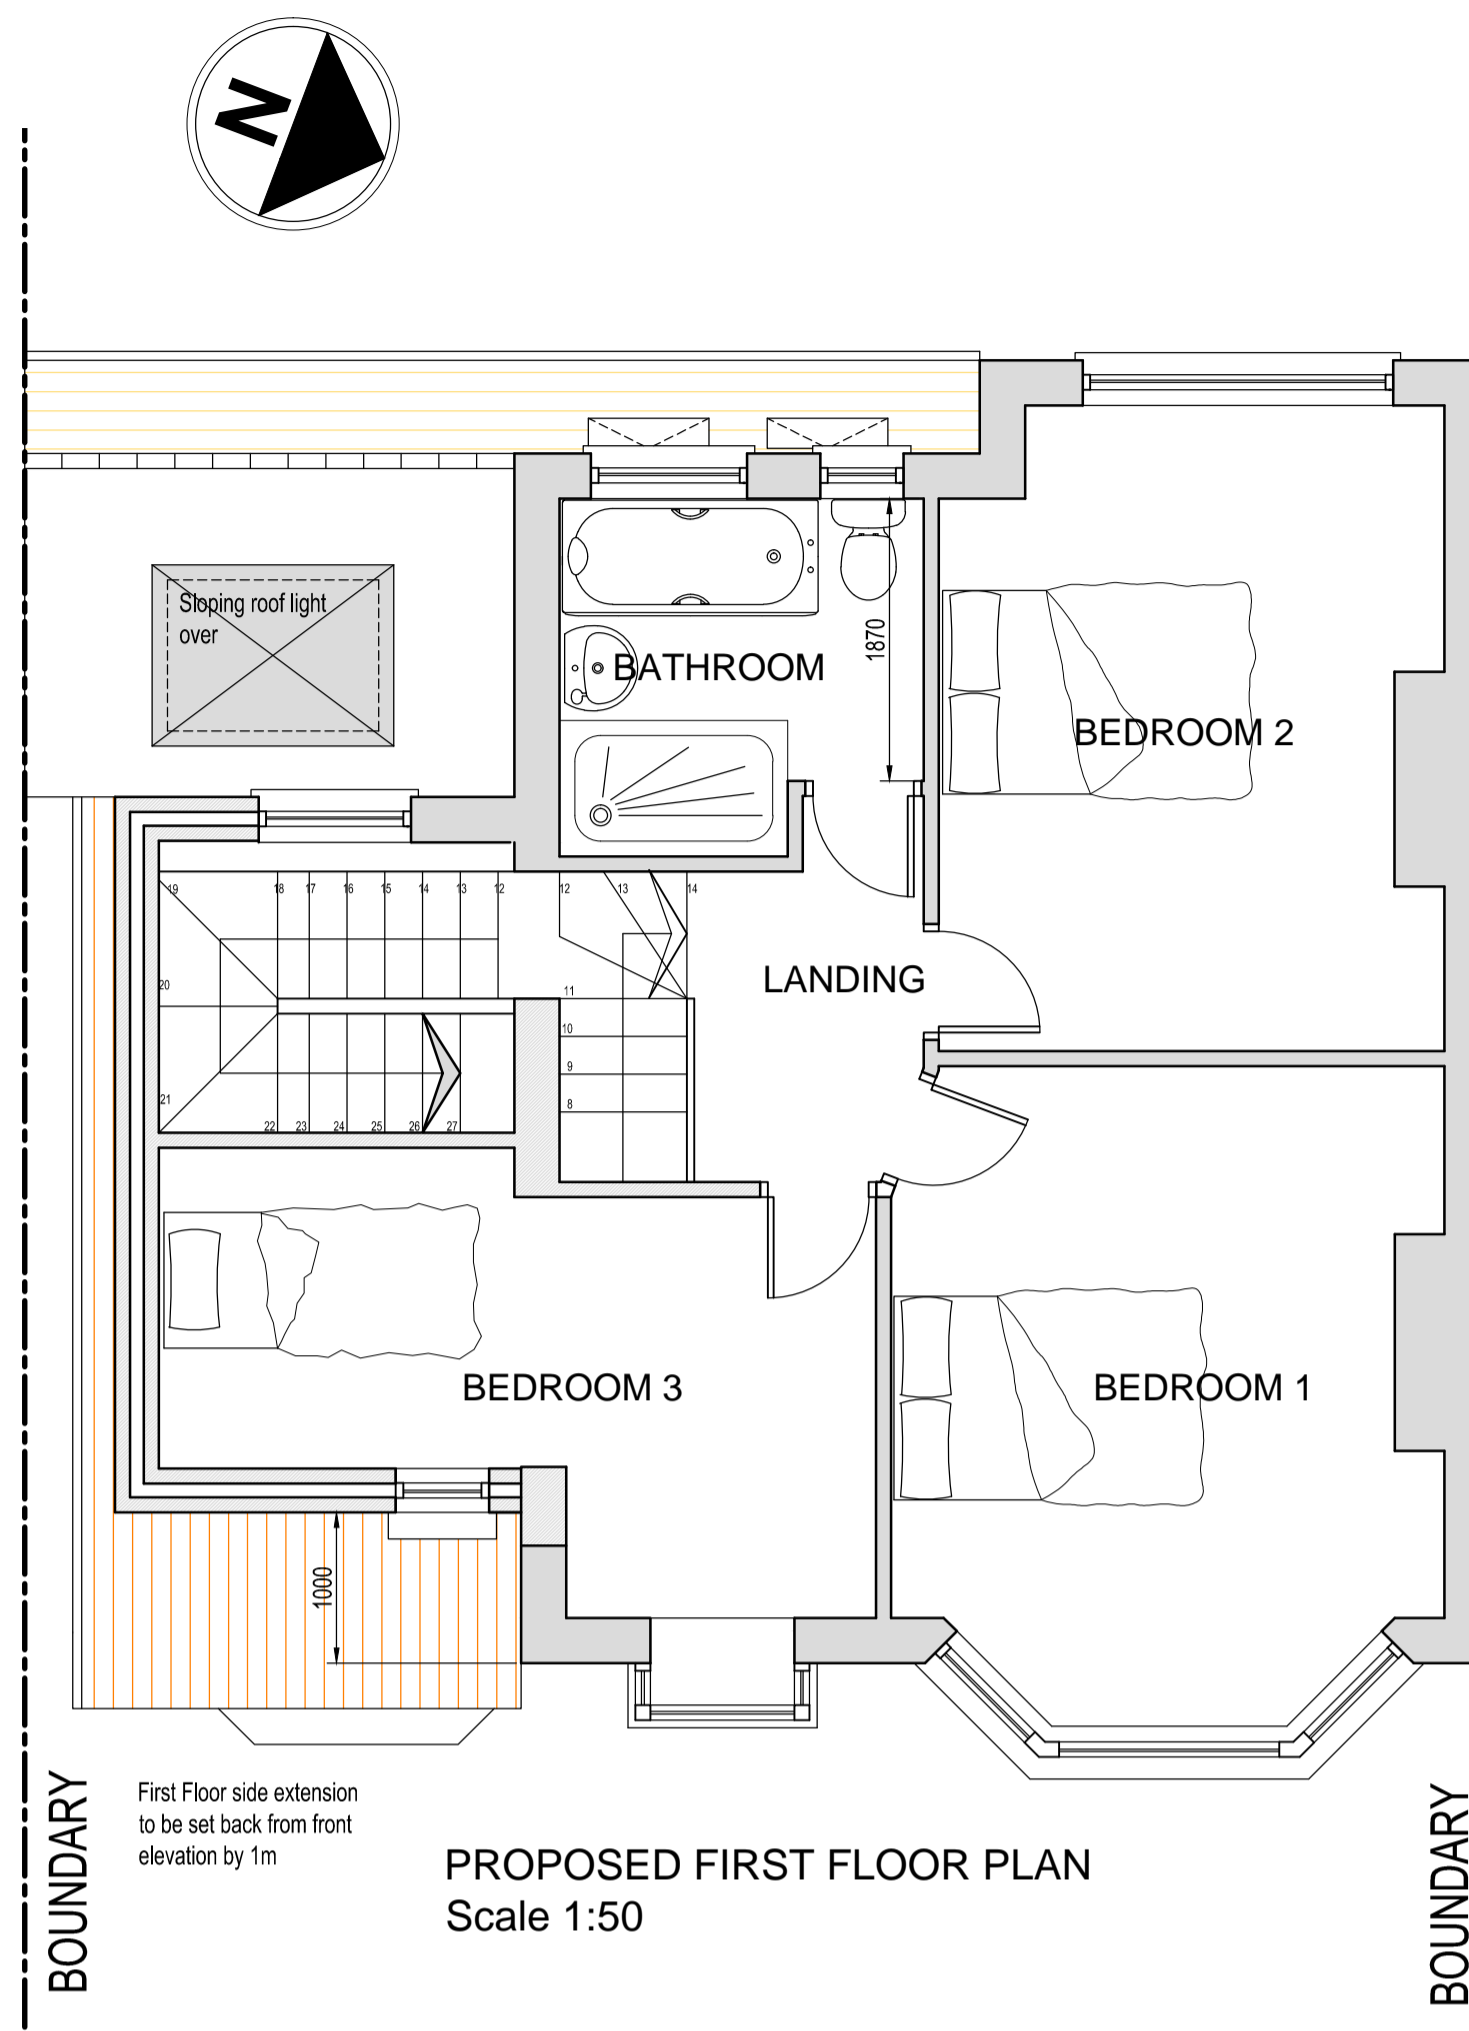 N
Sloping roof light
over
BATHROOM
1870
BEDROOM 2
19 18 17 16 15 14 13 12 12 13 14
LANDING
20
11
10
9
8
21
22 23 24 25 26 27
BEDROOM 3
BEDROOM 1
1000
BOUNDARY
First Floor side extension
to be set back from front
elevation by 1m
PROPOSED FIRST FLOOR PLAN
Scale 1:50
BOUNDARY